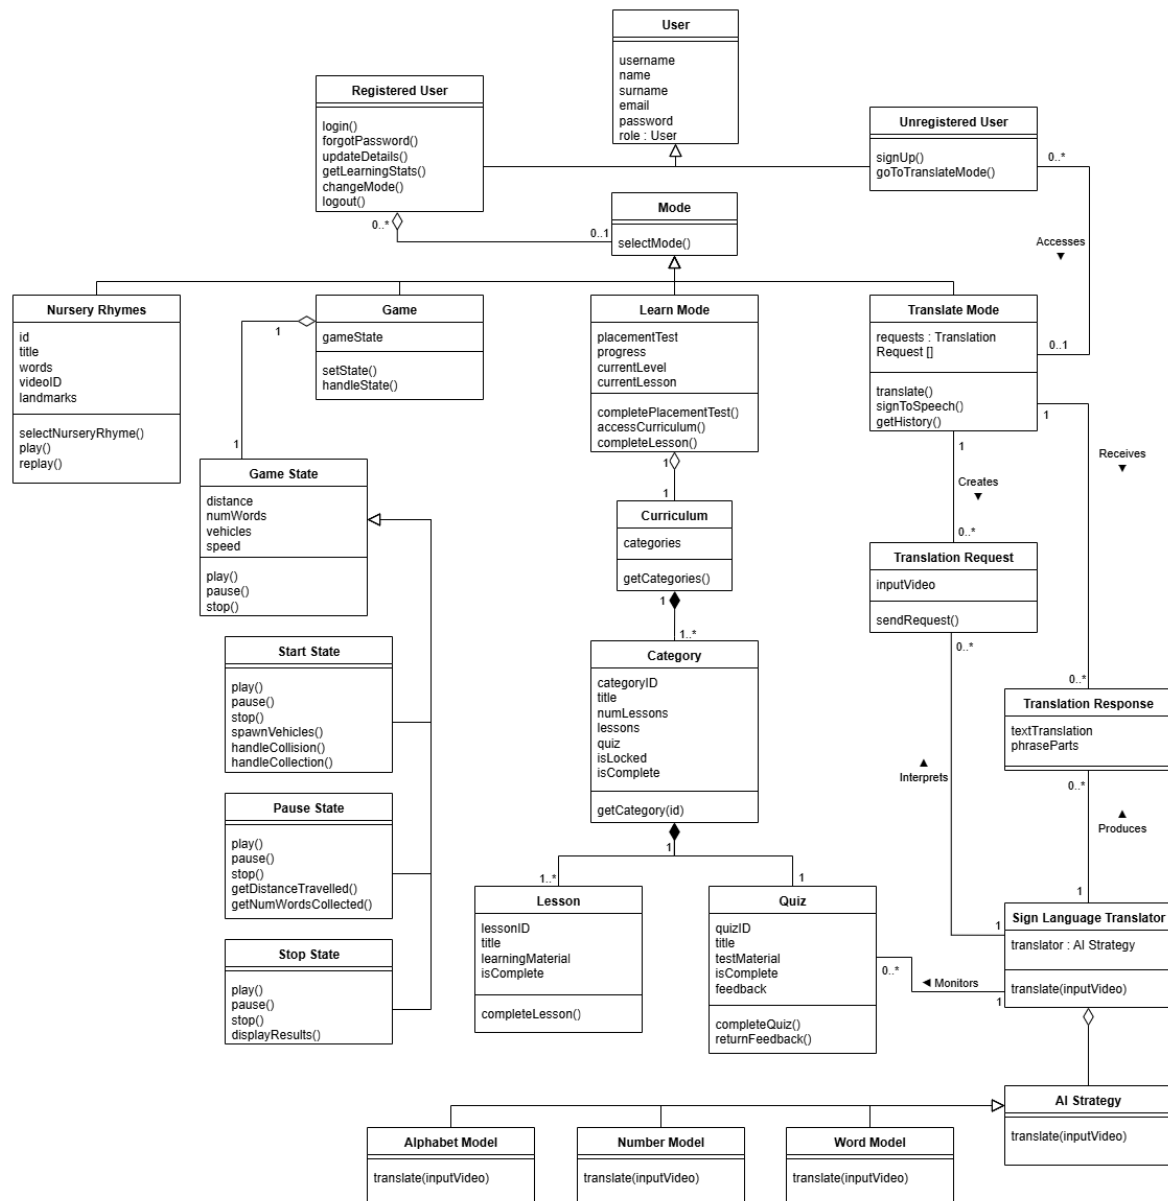 User
username
name
surname
email
password
role : User
Registered User
login()
forgotPassword()
updateDetails()
getLearningStats()
changeMode()
logout()
Unregistered User
signUp()
goToTranslateMode()
0..*
0..*
0..1
Mode
selectMode()
Accesses
▼
Nursery Rhymes
id
title
words
videoID
landmarks
selectNurseryRhyme()
play()
replay()
Game
gameState
setState()
handleState()
1
1
Learn Mode
placementTest
progress
currentLevel
currentLesson
completePlacementTest()
accessCurriculum()
completeLesson()
1
1
Translate Mode
requests : Translation
Request []
translate()
signToSpeech()
getHistory()
0..1
1
1
Receives
▼
Creates
▼
0..*
0..*
Game State
distance
numWords
vehicles
speed
play()
pause()
stop()
Curriculum
categories
getCategories()
1
1..*
Translation Request
inputVideo
sendRequest()
0..*
Start State
play()
pause()
stop()
spawnVehicles()
handleCollision()
handleCollection()
Category
categoryID
title
numLessons
lessons
quiz
isLocked
isComplete
getCategory(id)
1
1..*
1
Translation Response
textTranslation
phraseParts
0..*
▲
Interprets
▲
Produces
1
Pause State
play()
pause()
stop()
getDistanceTravelled()
getNumWordsCollected()
Stop State
play()
pause()
stop()
displayResults()
Lesson
lessonID
title
learningMaterial
isComplete
completeLesson()
Quiz
quizID
title
testMaterial
isComplete
feedback
completeQuiz()
returnFeedback()
0..*
◀ Monitors
1
1
Sign Language Translator
translator : AI Strategy
translate(inputVideo)
AI Strategy
translate(inputVideo)
Alphabet Model
translate(inputVideo)
Number Model
translate(inputVideo)
Word Model
translate(inputVideo)